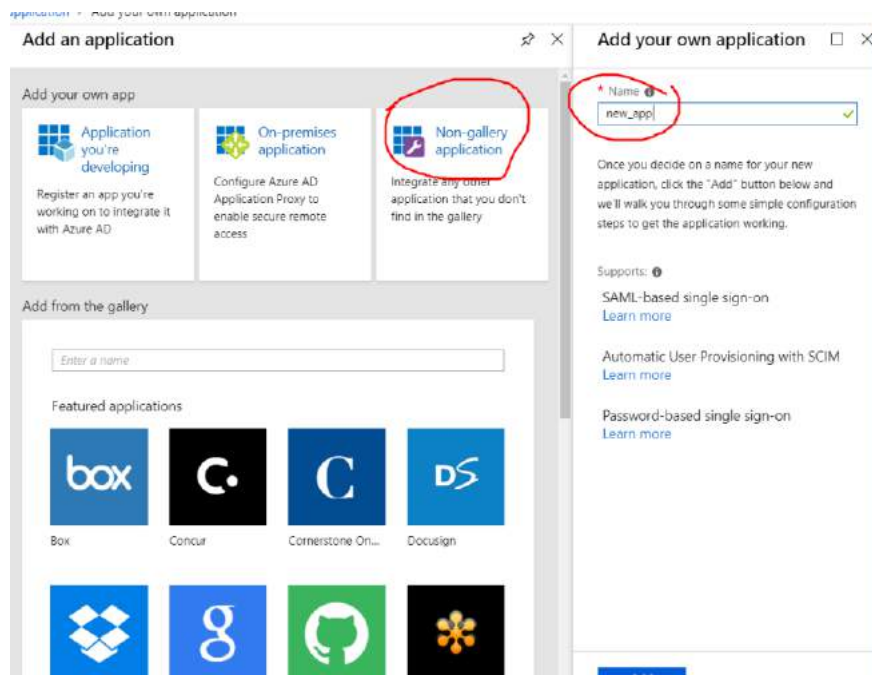 application > Add your own application
Add an application
Add your own app
Application
you're
developing
Register an app you're
working on to integrate it
with Azure AD
On-premises
application
Configure Azure AD
Application Proxy to
enable secure remote
access
Non-gallery
application
Integrate any other
application that you don't
find in the gallery
Add from the gallery
Enter a name
Featured applications
box
C.
C
DS
Box
Concur
Cornerstone On...
Docusign
g
Add your own application
* Name
new_app
Once you decide on a name for your new
application, click the "Add" button below and
we'll walk you through some simple configuration
steps to get the application working.
Supports:
SAML-based single sign-on
Learn more
Automatic User Provisioning with SCIM
Learn more
Password-based single sign-on
Learn more